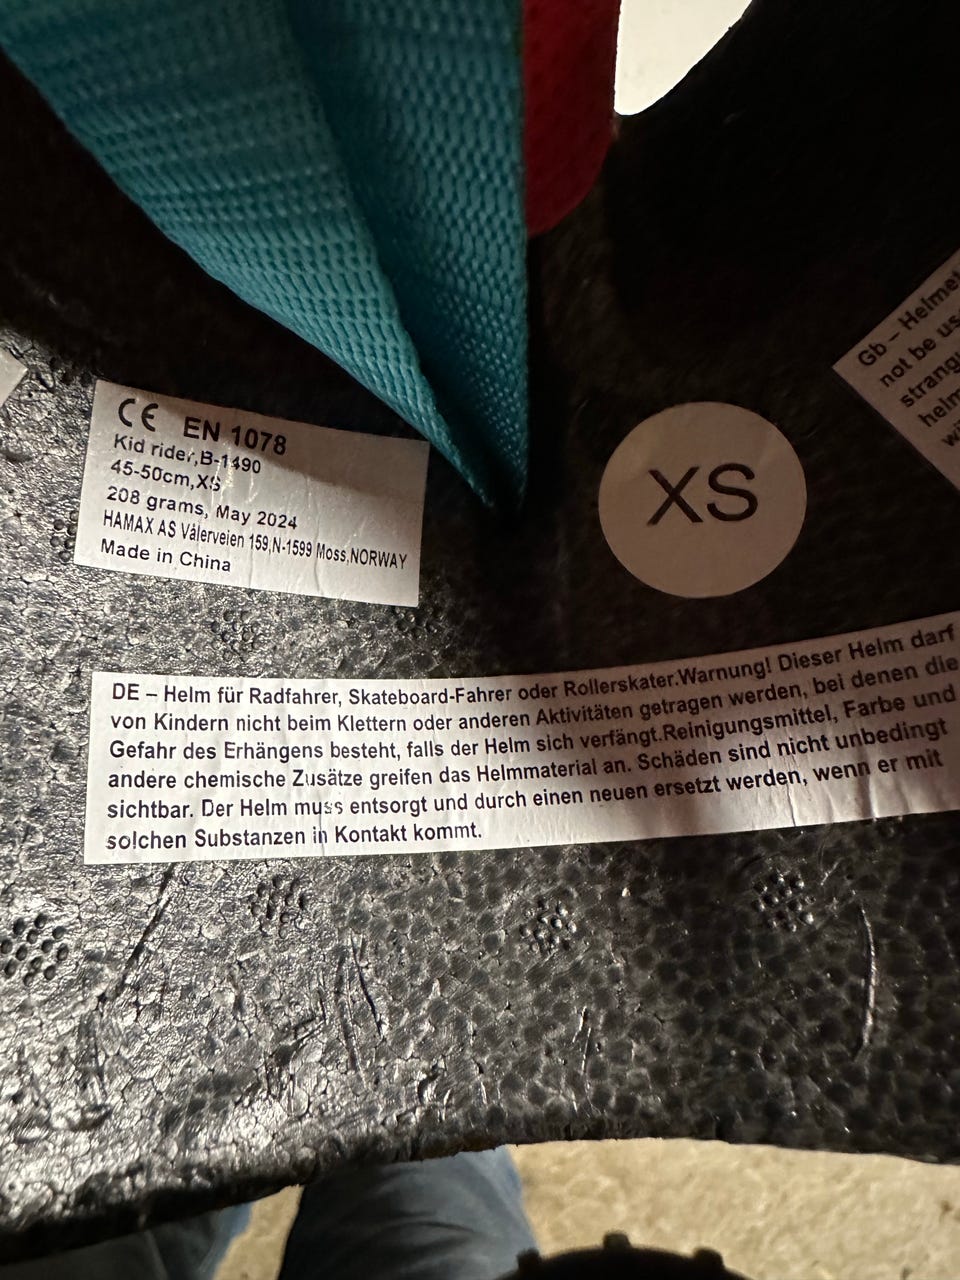 CE EN 1078
Kid rider,B-1490
45-50cm,XS
208 grams, May 2024
HAMAX AS Vålerveien 159,N-1599 Moss,NORWAY
Made in China
XS
Gb – Helmet
not be
helm
DE – Helm für Radfahrer, Skateboard-Fahrer oder Rollerskater.Warnung! Dieser Helm darf
von Kindern nicht beim Klettern oder anderen Aktivitäten getragen werden, bei denen die
Gefahr des Erhängens besteht, falls der Helm sich verfängt.Reinigungsmittel, Farbe und
andere chemische Zusätze greifen das Helmmaterial an. Schäden sind nicht unbedingt
sichtbar. Der Helm muss entsorgt und durch einen neuen ersetzt werden, wenn er mit
solchen Substanzen in Kontakt kommt.